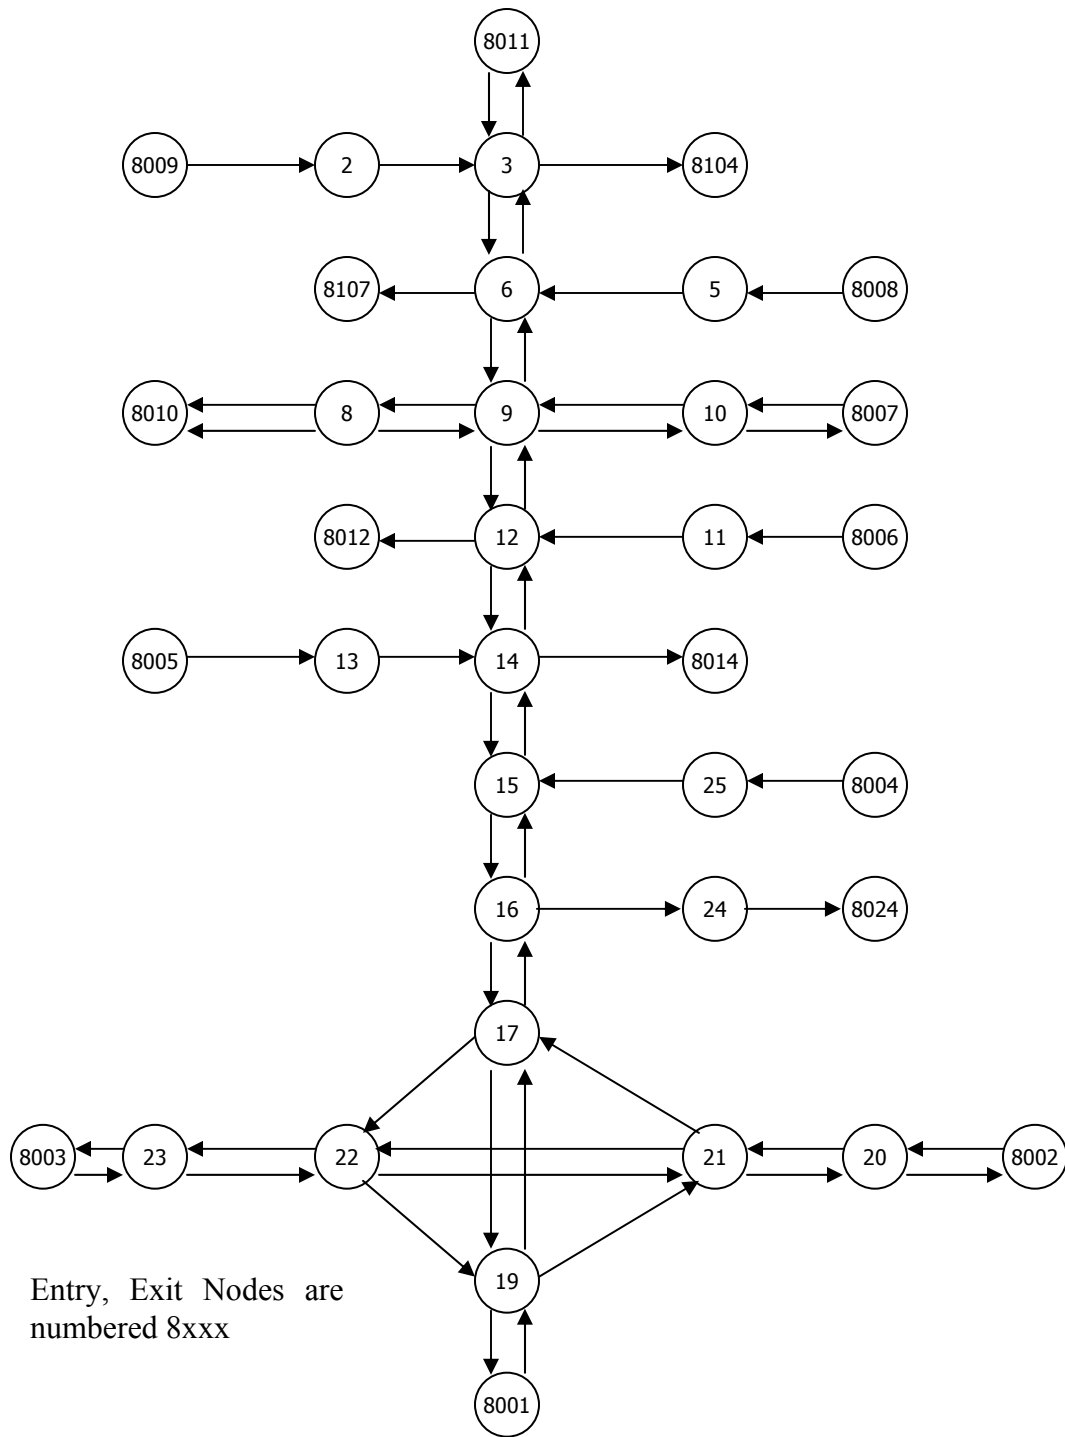 8011
8009 2 3 8104
8107 6 5 8008
8010 8 9 10 8007
8012 12 11 8006
8005 13 14 8014
15 25 8004
16 24 8024
17
8003 23 22 21 20 8002
19
Entry, Exit Nodes are
numbered 8xxx
8001